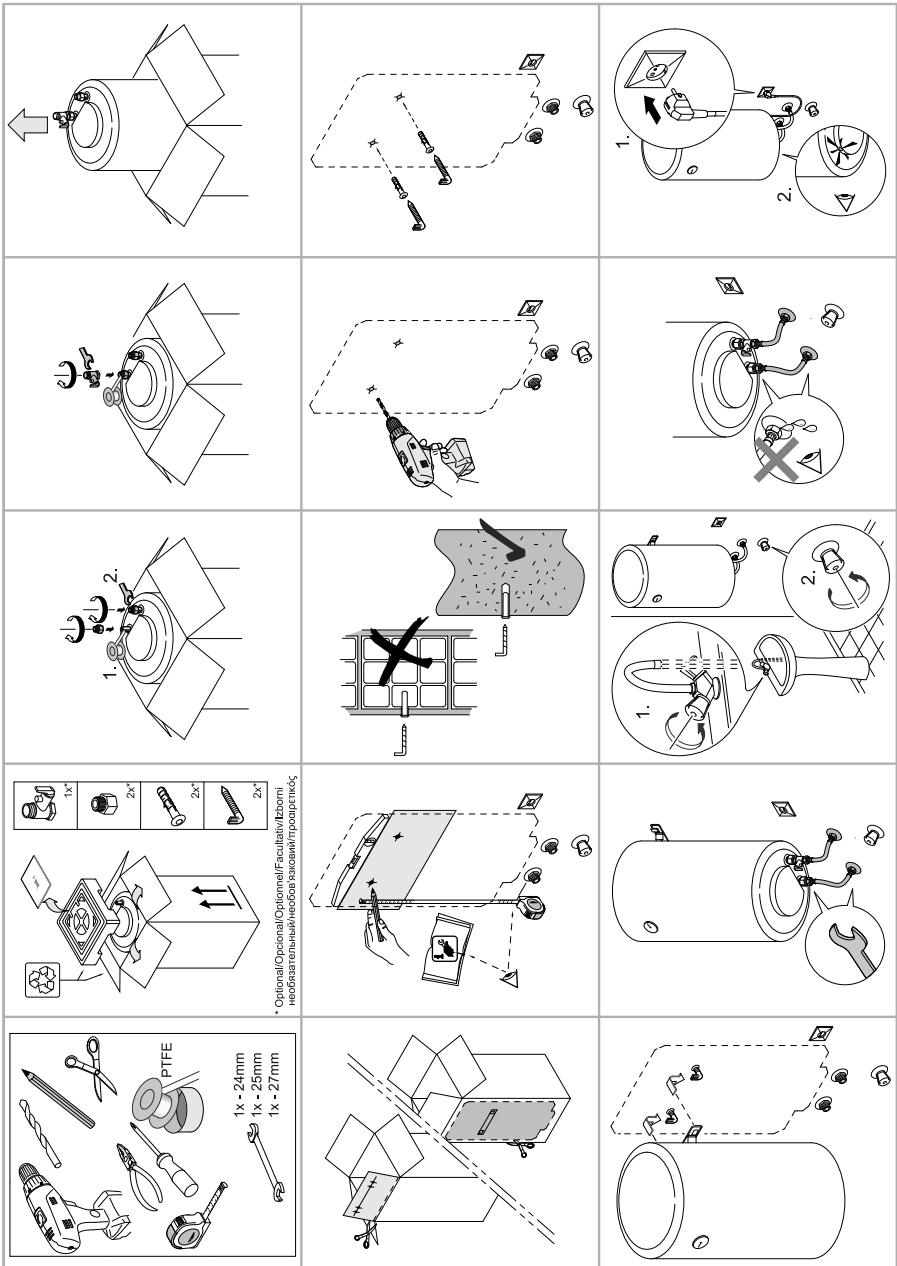 PTFE
1x - 24mm
1x - 25mm
1x - 27mm
1x*
2x*
2x*
2x*
* Optional/Opcional/Optionnel/Facultativ/Izborni
необязательный/необов'язковий/προαιρετικός
1.
2.
1.
2.
1.
2.